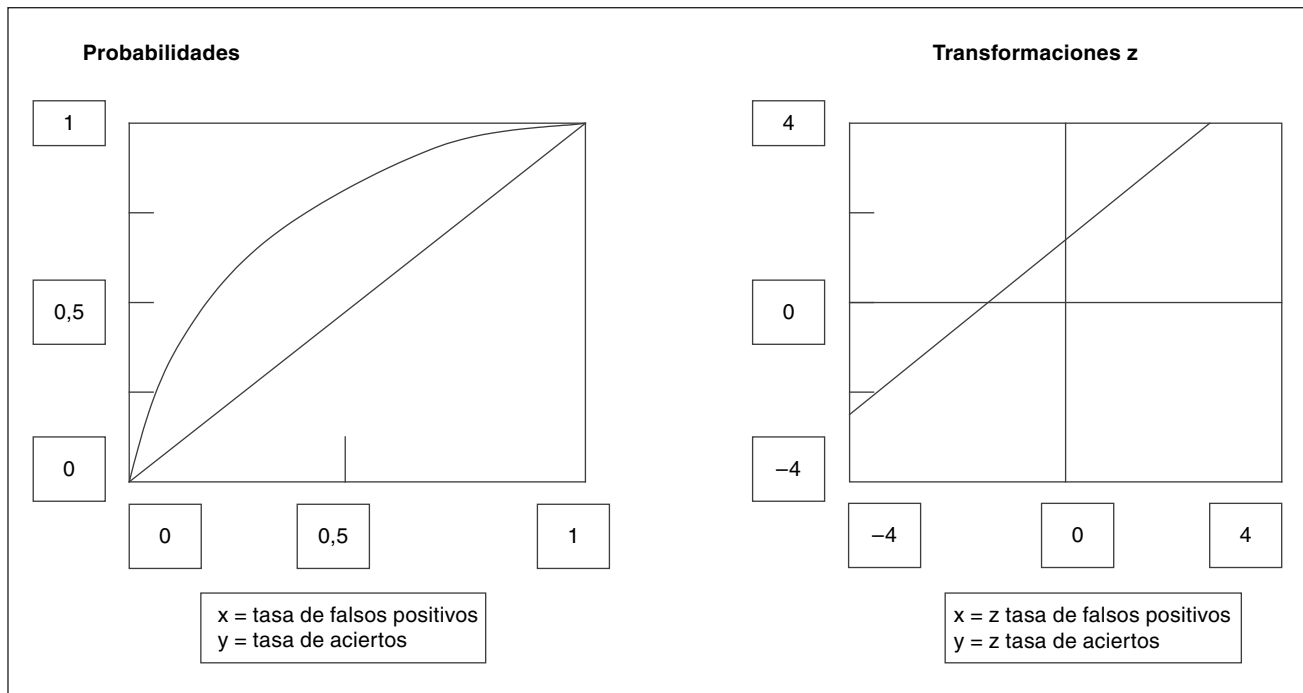 Probabilidades
1
0,5
0
0
0,5
1
x = tasa de falsos positivos
y = tasa de aciertos
Transformaciones z
4
0
−4
−4
0
4
x = z tasa de falsos positivos
y = z tasa de aciertos